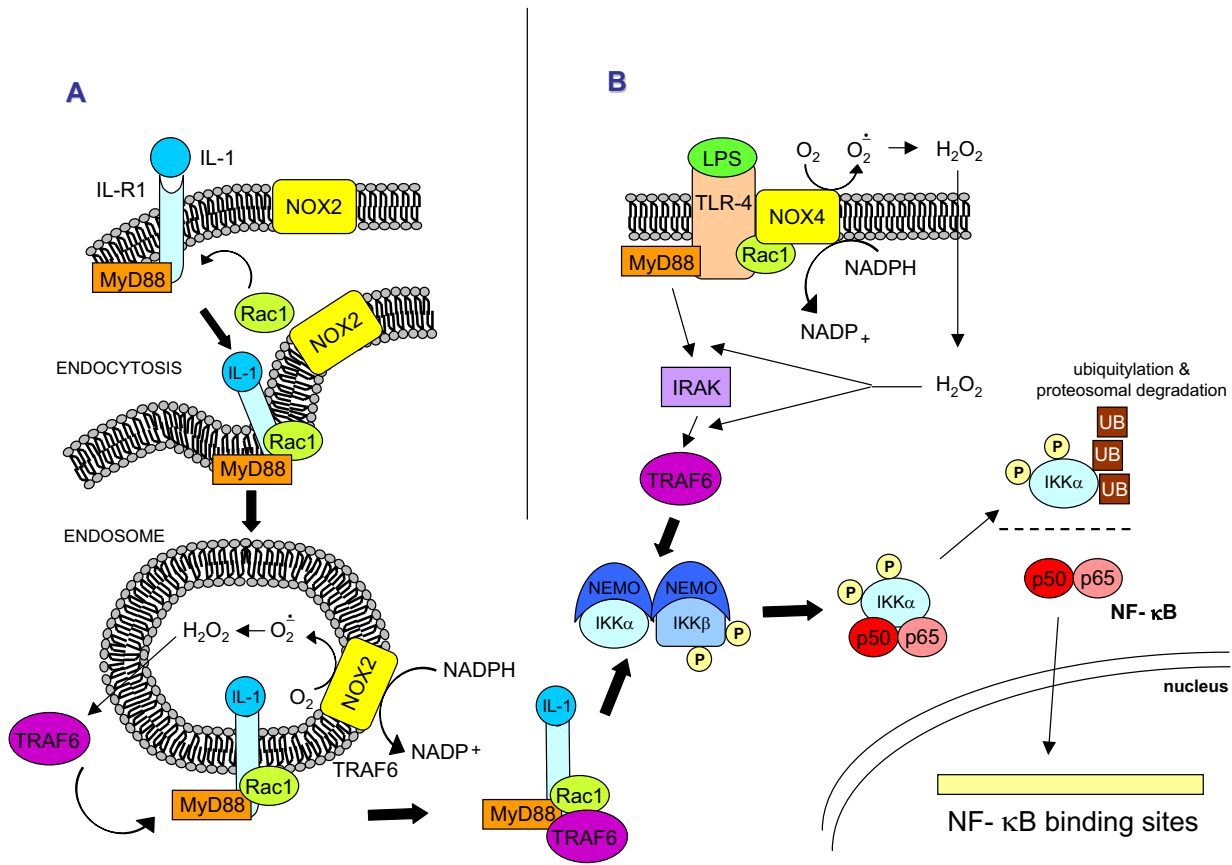 A
IL-1
IL-R1
NOX2
MyD88
Rac1
NOX2
ENDOCYTOSIS
IL-1
Rac1
MyD88
ENDOSOME
H2O2
O2∸
NOX2
NADPH
O2
IL-1
TRAF6
NADP+
TRAF6
Rac1
MyD88
IL-1
Rac1
MyD88
TRAF6
B
LPS
O2
O2∸
H2O2
TLR-4
NOX4
MyD88
Rac1
NADPH
NADP+
IRAK
H2O2
TRAF6
NEMO
NEMO
IKKα
IKKβ
P
P
P
P
IKKα
p50
p65
ubiquitylation &
proteosomal degradation
UB
P
UB
P
IKKα
UB
p50
p65
NF- κB
nucleus
NF- κB binding sites